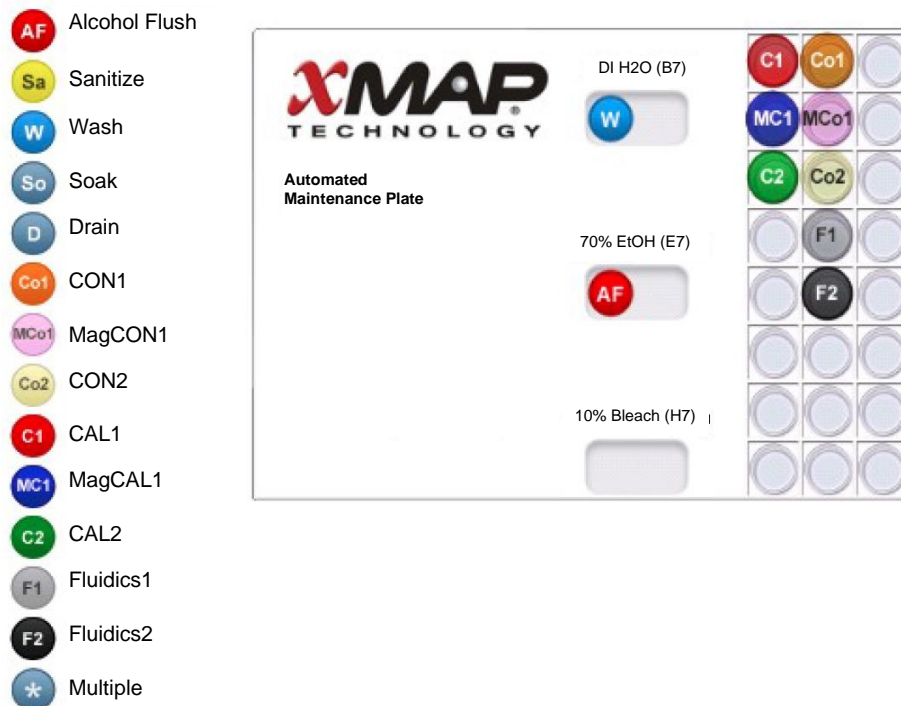 AF Alcohol Flush
Sa Sanitize
W Wash
So Soak
D Drain
Co1 CON1
MCo1 MagCON1
Co2 CON2
C1 CAL1
MC1 MagCAL1
C2 CAL2
F1 Fluidics1
F2 Fluidics2
* Multiple
xMAP®
TECHNOLOGY
Automated
Maintenance Plate
DI H2O (B7)
W
70% EtOH (E7)
AF
10% Bleach (H7)
C1 Co1
MC1 MCo1
C2 Co2
F1
F2